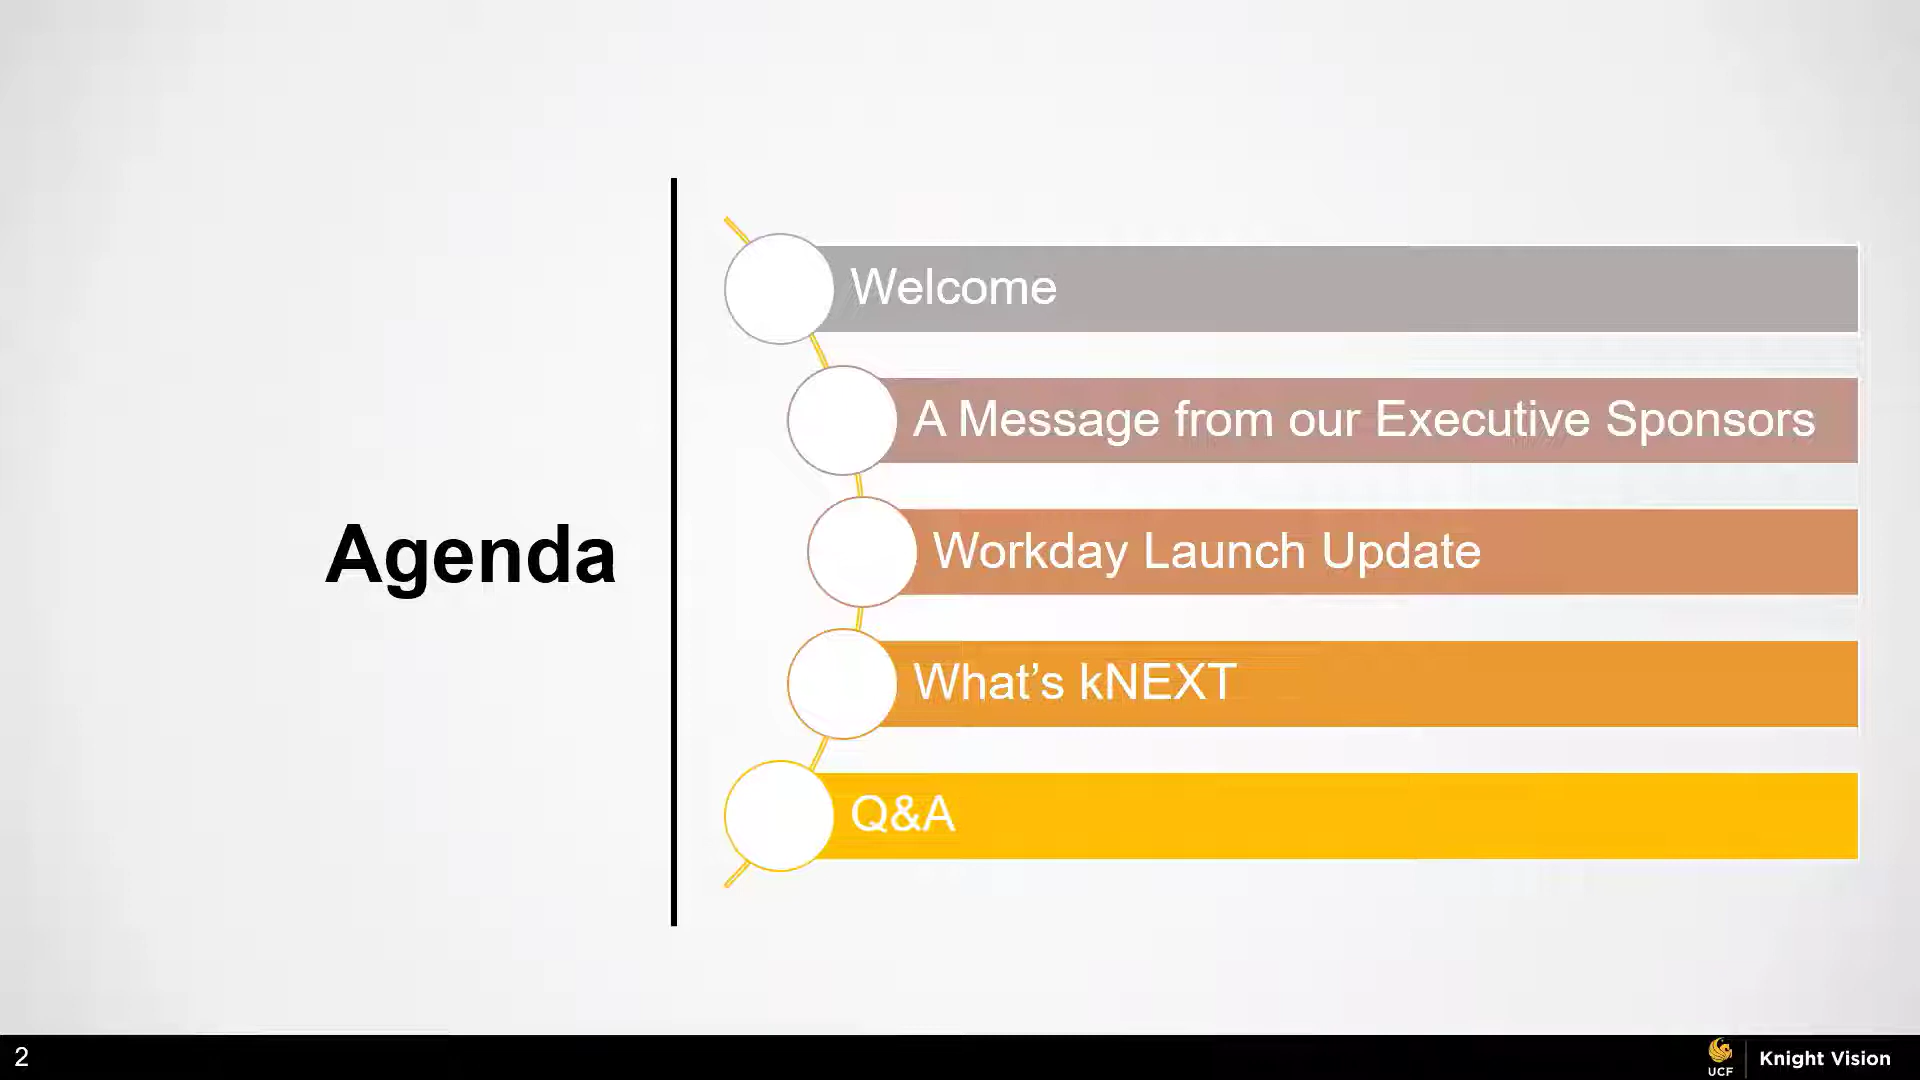 Agenda
Welcome
A Message from our Executive Sponsors
Workday Launch Update
What’s kNEXT
Q&A
2
UCF
Knight Vision